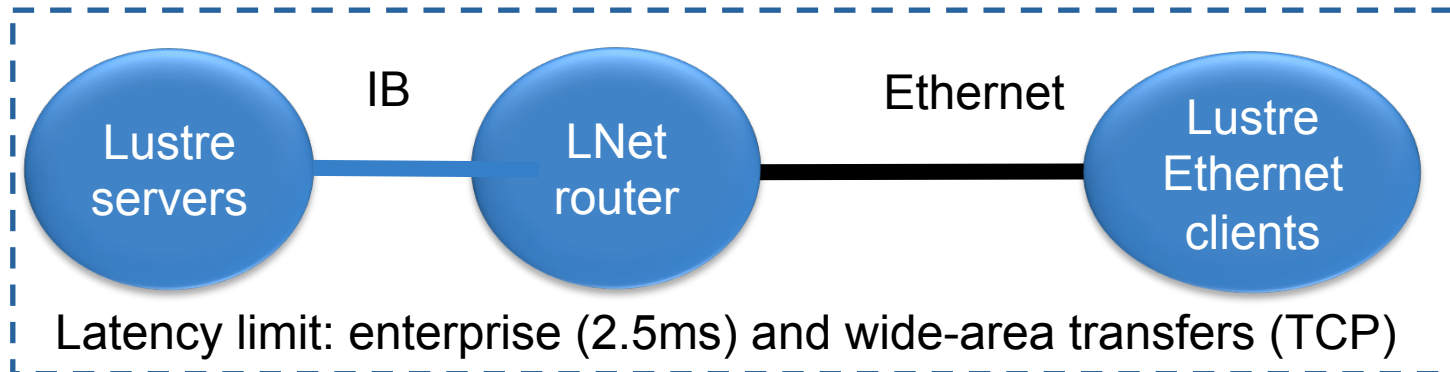 IB
Ethernet
Lustre
servers
LNet
router
Lustre
Ethernet
clients
Latency limit: enterprise (2.5ms) and wide-area transfers (TCP)